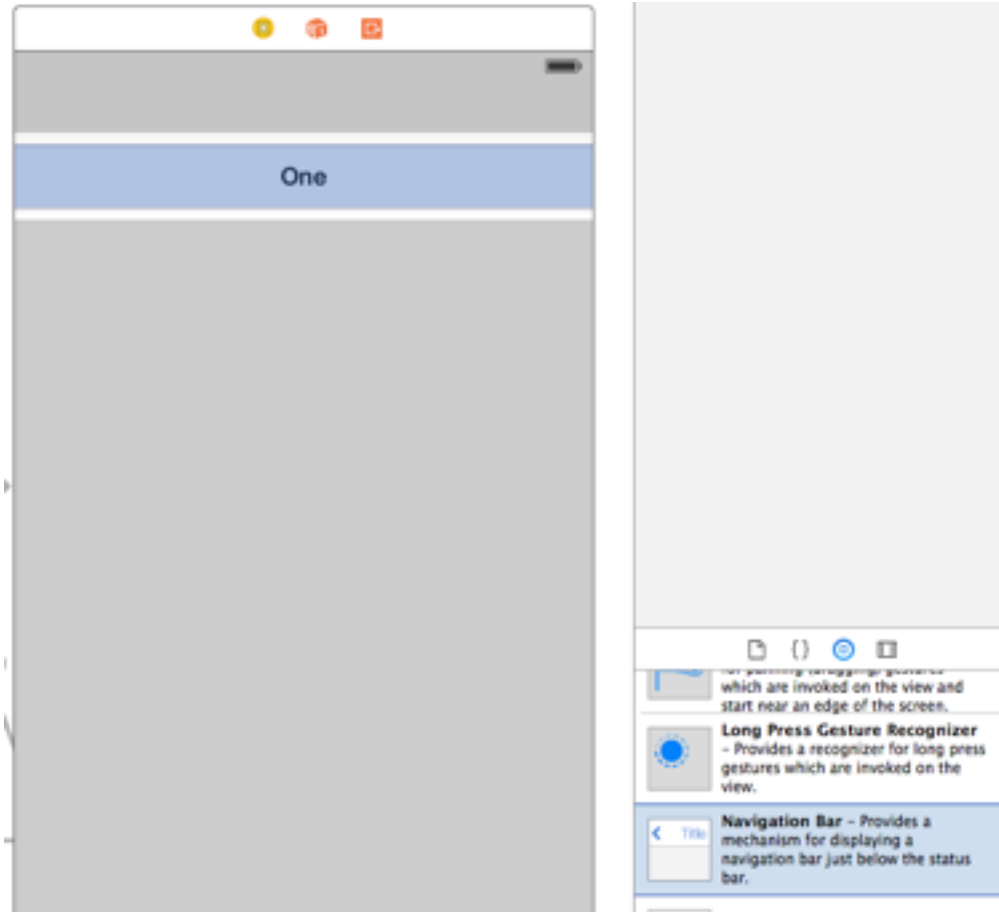 One
which are invoked on the view and
start near an edge of the screen.
Long Press Gesture Recognizer
– Provides a recognizer for long press
gestures which are invoked on the
view.
Title
Navigation Bar – Provides a
mechanism for displaying a
navigation bar just below the status
bar.